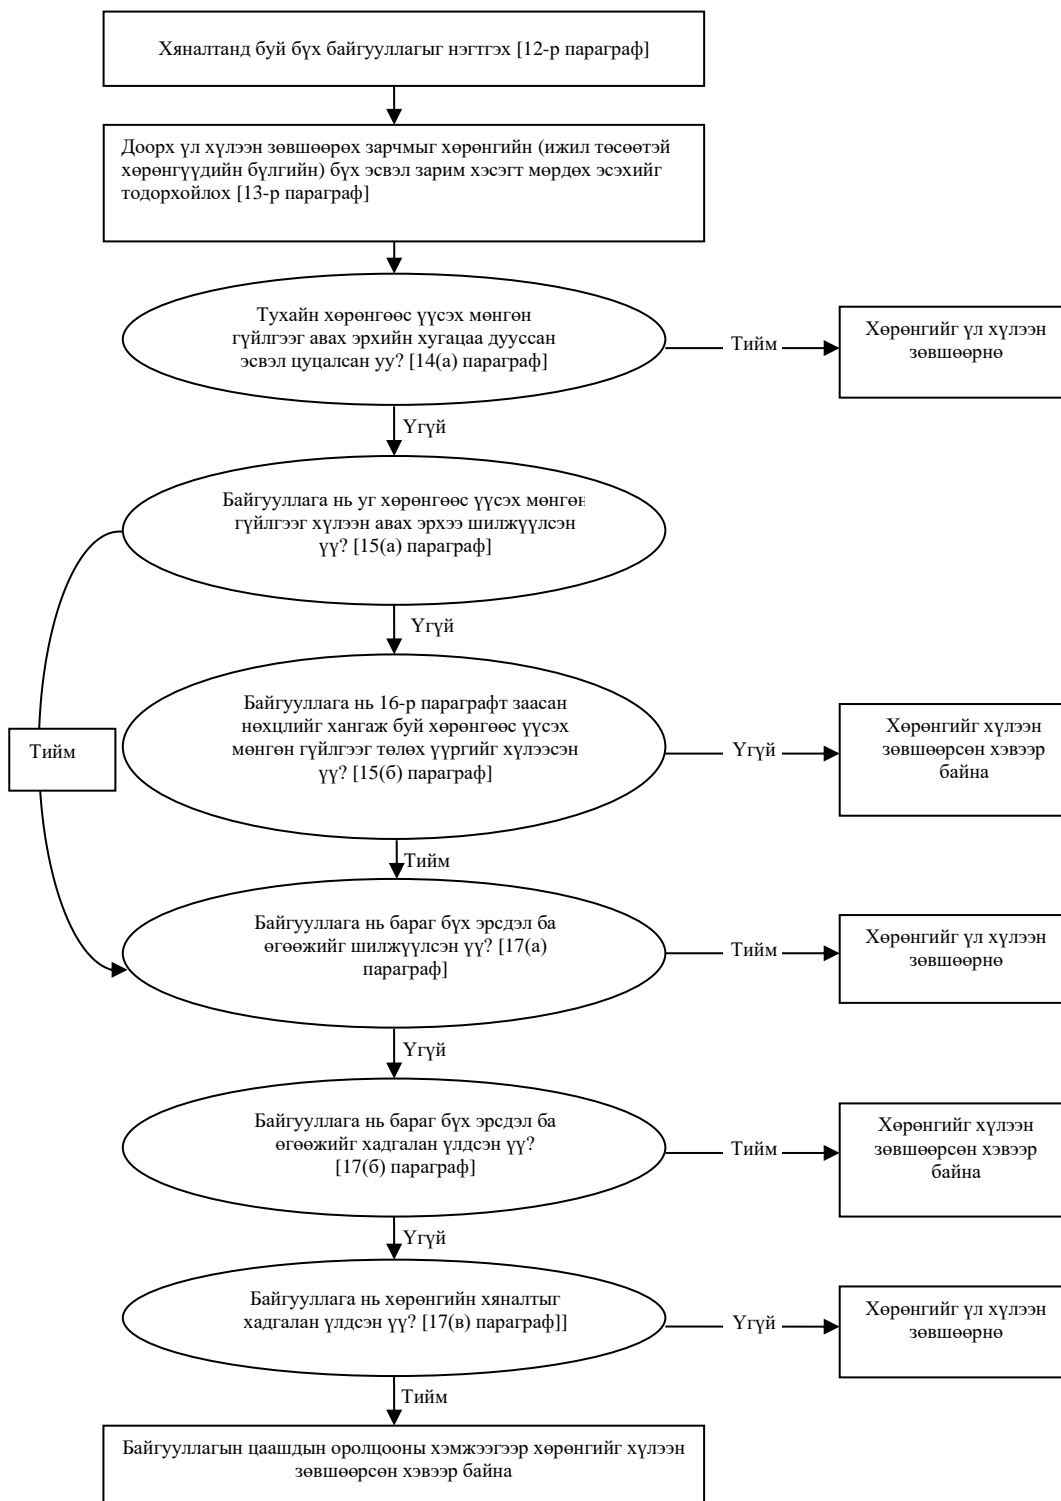 Хяналтанд буй бүх байгууллагыг нэгтгэх [12-р параграф]
Доорх үл хүлээн зөвшөөрөх зарчмыг хөрөнгийн (ижил төсөөтэй
хөрөнгүүдийн бүлгийн) бүх эсвэл зарим хэсэгт мөрдөх эсэхийг
тодорхойлох [13-р параграф]
Тухайн хөрөнгөөс үүсэх мөнгөн
гүйлгээг авах эрхийн хугацаа дууссан
эсвэл цуцалсан уу? [14(а) параграф]
Тийм
Хөрөнгийг үл хүлээн
зөвшөөрнө
Үгүй
Байгууллага нь уг хөрөнгөөс үүсэх мөнгөн
гүйлгээг хүлээн авах эрхээ шилжүүлсэн
үү? [15(а) параграф]
Үгүй
Тийм
Байгууллага нь 16-р параграфт заасан
нөхцлийг хангаж буй хөрөнгөөс үүсэх
мөнгөн гүйлгээг төлөх үүргийг хүлээсэн
үү? [15(б) параграф]
Үгүй
Хөрөнгийг хүлээн
зөвшөөрсөн хэвээр
байна
Тийм
Байгууллага нь бараг бүх эрсдэл ба
өгөөжийг шилжүүлсэн үү? [17(а)
параграф]
Тийм
Хөрөнгийг үл хүлээн
зөвшөөрнө
Үгүй
Байгууллага нь бараг бүх эрсдэл ба
өгөөжийг хадгалан үлдсэн үү?
[17(б) параграф]
Тийм
Хөрөнгийг хүлээн
зөвшөөрсөн хэвээр
байна
Үгүй
Байгууллага нь хөрөнгийн хяналтыг
хадгалан үлдсэн үү? [17(в) параграф]]
Үгүй
Хөрөнгийг үл хүлээн
зөвшөөрнө
Тийм
Байгууллагын цаашдын оролцооны хэмжээгээр хөрөнгийг хүлээн
зөвшөөрсөн хэвээр байна